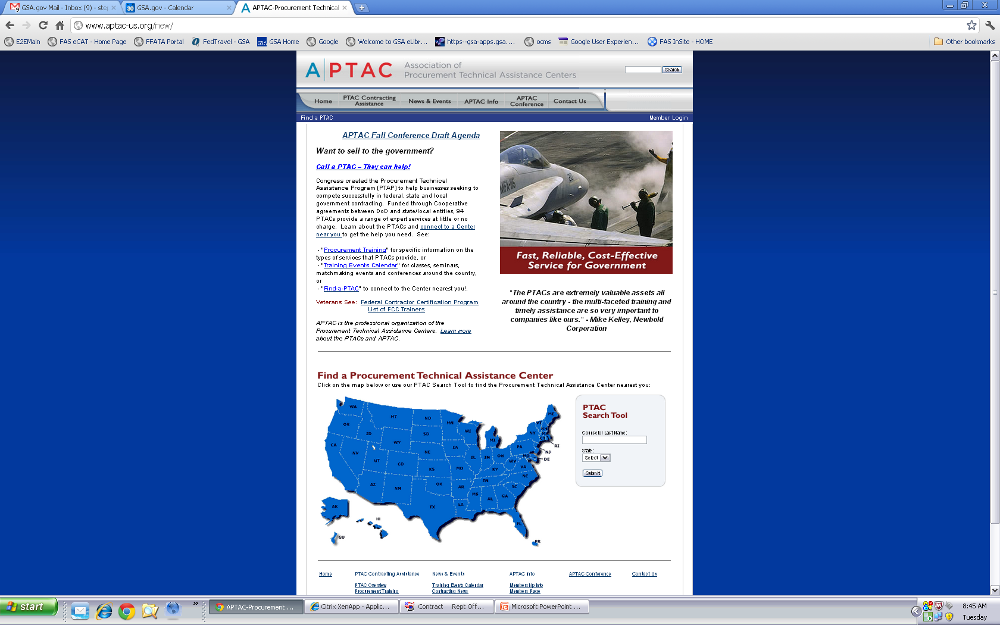 GSA.gov Mail - Inbox (9) - ste
GSA.gov - Calendar
APTAC-Procurement Technical
www.aptac-us.org/new/
E2EMain
FAS eCAT - Home Page
FFATA Portal
FedTravel - GSA
GSA Home
Google
Welcome to GSA eLibr...
https--gsa-apps.gsa....
ocms
Google User Experien...
FAS InSite - HOME
Other bookmarks
A|PTAC
Association of
Procurement Technical Assistance Centers
Search
Home
PTAC Contracting
Assistance
News & Events
APTAC Info
APTAC
Conference
Contact Us
Find a PTAC
Member Login
APTAC Fall Conference Draft Agenda
Want to sell to the government?
Call a PTAC – They can help!
Congress created the Procurement Technical
Assistance Program (PTAP) to help businesses seeking to
compete successfully in federal, state and local
government contracting. Funded through Cooperative
agreements between DoD and state/local entities, 94
PTACs provide a range of expert services at little or no
charge. Learn about the PTACs and connect to a Center
near you to get the help you need. See:
- "Procurement Training" for specific information on the
types of services that PTACs provide, or
- "Training Events Calendar" for classes, seminars,
matchmaking events and conferences around the country,
or
- "Find-a-PTAC" to connect to the Center nearest you!.
Veterans See: Federal Contractor Certification Program
List of FCC Trainers
APTAC is the professional organization of the
Procurement Technical Assistance Centers. Learn more
about the PTACs and APTAC.
20
MFA-115
Fast, Reliable, Cost-Effective
Service for Government
"The PTACs are extremely valuable assets all
around the country - the multi-faceted training and
timely assistance are so very important to
companies like ours." - Mike Kelley, Newbold
Corporation
Find a Procurement Technical Assistance Center
Click on the map below or use our PTAC Search Tool to find the Procurement Technical Assistance Center nearest you:
WA
MT
ND
MN
ME
VT
NH
OR
ID
SD
WI
MI
NY
MA
CT
RI
CA
NV
WY
IA
NE
PA
NJ
UT
CO
IL
IN
OH
WV
MD
DE
KS
MO
KY
VA
NC
AZ
NM
OK
AR
TN
SC
MS
AL
GA
TX
LA
FL
AK
HI
GU
PR
PTAC
Search Tool
Counselor Last Name:
State:
Select
Submit
Home
PTAC Contracting Assistance
News & Events
APTAC Info
APTAC Conference
Contact Us
PTAC Overview
Training Events Calendar
Membership Info
Procurement Training
Contracting News
Members Page
start
APTAC-Procurement ...
Citrix XenApp - Applic...
Contract Rept Off...
Microsoft PowerPoint ...
8:45 AM
Tuesday